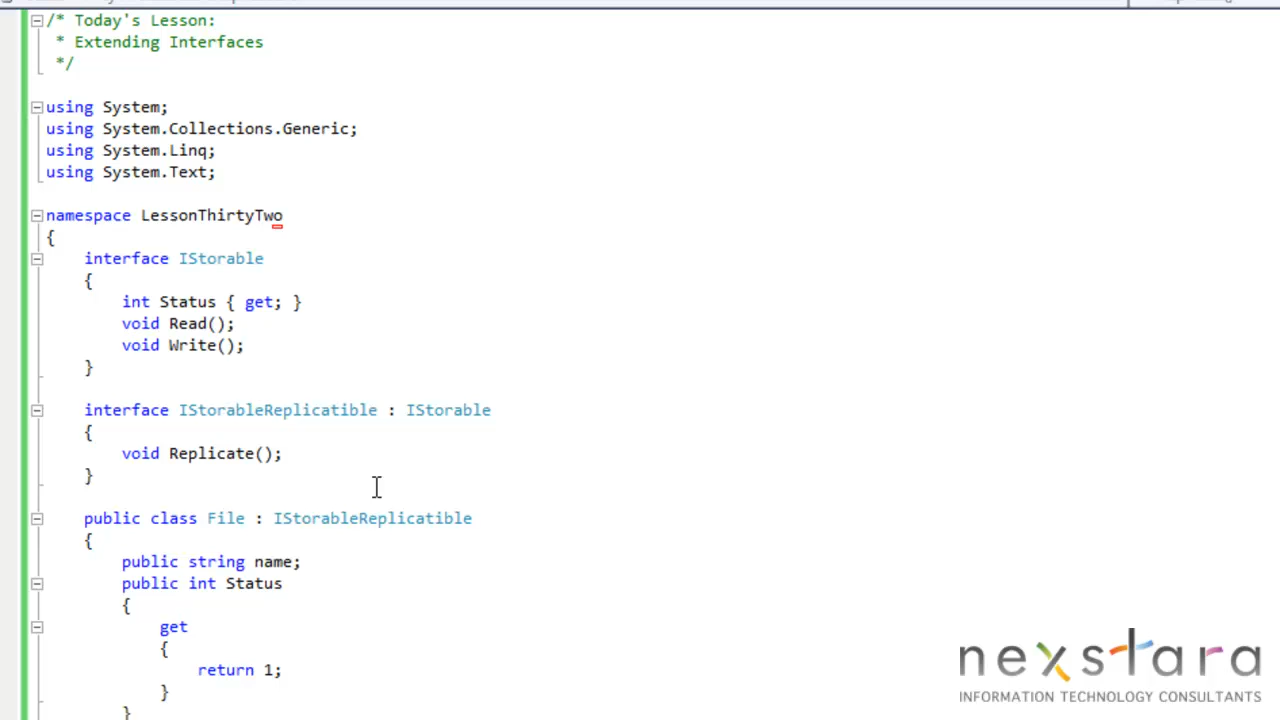 /* Today's Lesson:
* Extending Interfaces
*/
using System;
using System.Collections.Generic;
using System.Linq;
using System.Text;
namespace LessonThirtyTwo
{
interface IStorable
{
int Status { get; }
void Read();
void Write();
}
interface IStorableReplicatible : IStorable
{
void Replicate();
}
public class File : IStorableReplicatible
{
public string name;
public int Status
{
get
{
return 1;
}
}
nexstara
INFORMATION TECHNOLOGY CONSULTANTS